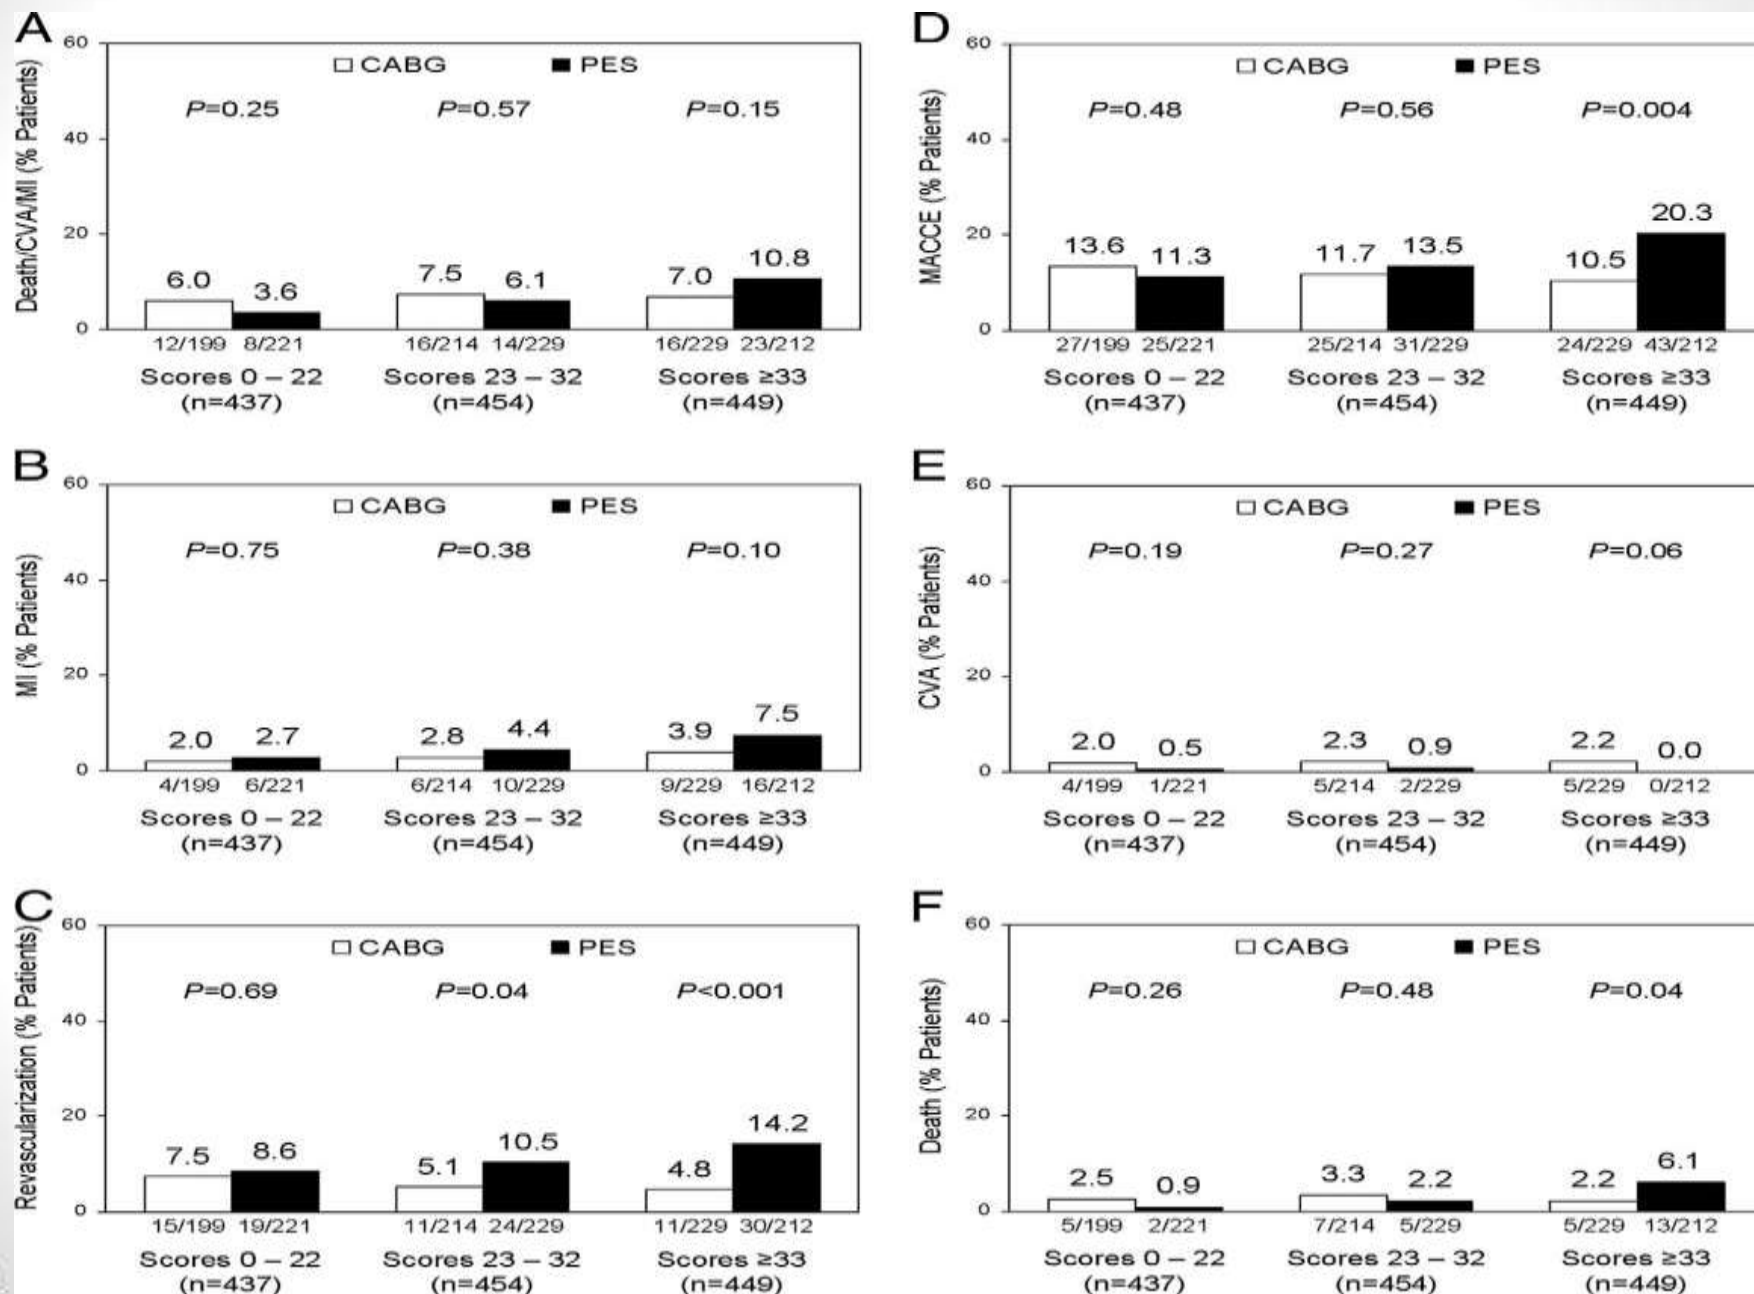 A
Death/CVA/MI (% Patients)
60
40
20
0
CABG PES
P=0.25 P=0.57 P=0.15
6.0 3.6 7.5 6.1 7.0 10.8
12/199 8/221 16/214 14/229 16/229 23/212
Scores 0 – 22 Scores 23 – 32 Scores ≥33
(n=437) (n=454) (n=449)
B
MI (% Patients)
60
40
20
0
CABG PES
P=0.75 P=0.38 P=0.10
2.0 2.7 2.8 4.4 3.9 7.5
4/199 6/221 6/214 10/229 9/229 16/212
Scores 0 – 22 Scores 23 – 32 Scores ≥33
(n=437) (n=454) (n=449)
C
Revascularization (% Patients)
60
40
20
0
CABG PES
P=0.69 P=0.04 P<0.001
7.5 8.6 5.1 10.5 4.8 14.2
15/199 19/221 11/214 24/229 11/229 30/212
Scores 0 – 22 Scores 23 – 32 Scores ≥33
(n=437) (n=454) (n=449)
D
MACCE (% Patients)
60
40
20
0
CABG PES
P=0.48 P=0.56 P=0.004
13.6 11.3 11.7 13.5 10.5 20.3
27/199 25/221 25/214 31/229 24/229 43/212
Scores 0 – 22 Scores 23 – 32 Scores ≥33
(n=437) (n=454) (n=449)
E
CVA (% Patients)
60
40
20
0
CABG PES
P=0.19 P=0.27 P=0.06
2.0 0.5 2.3 0.9 2.2 0.0
4/199 1/221 5/214 2/229 5/229 0/212
Scores 0 – 22 Scores 23 – 32 Scores ≥33
(n=437) (n=454) (n=449)
F
Death (% Patients)
60
40
20
0
CABG PES
P=0.26 P=0.48 P=0.04
2.5 0.9 3.3 2.2 2.2 6.1
5/199 2/221 7/214 5/229 5/229 13/212
Scores 0 – 22 Scores 23 – 32 Scores ≥33
(n=437) (n=454) (n=449)